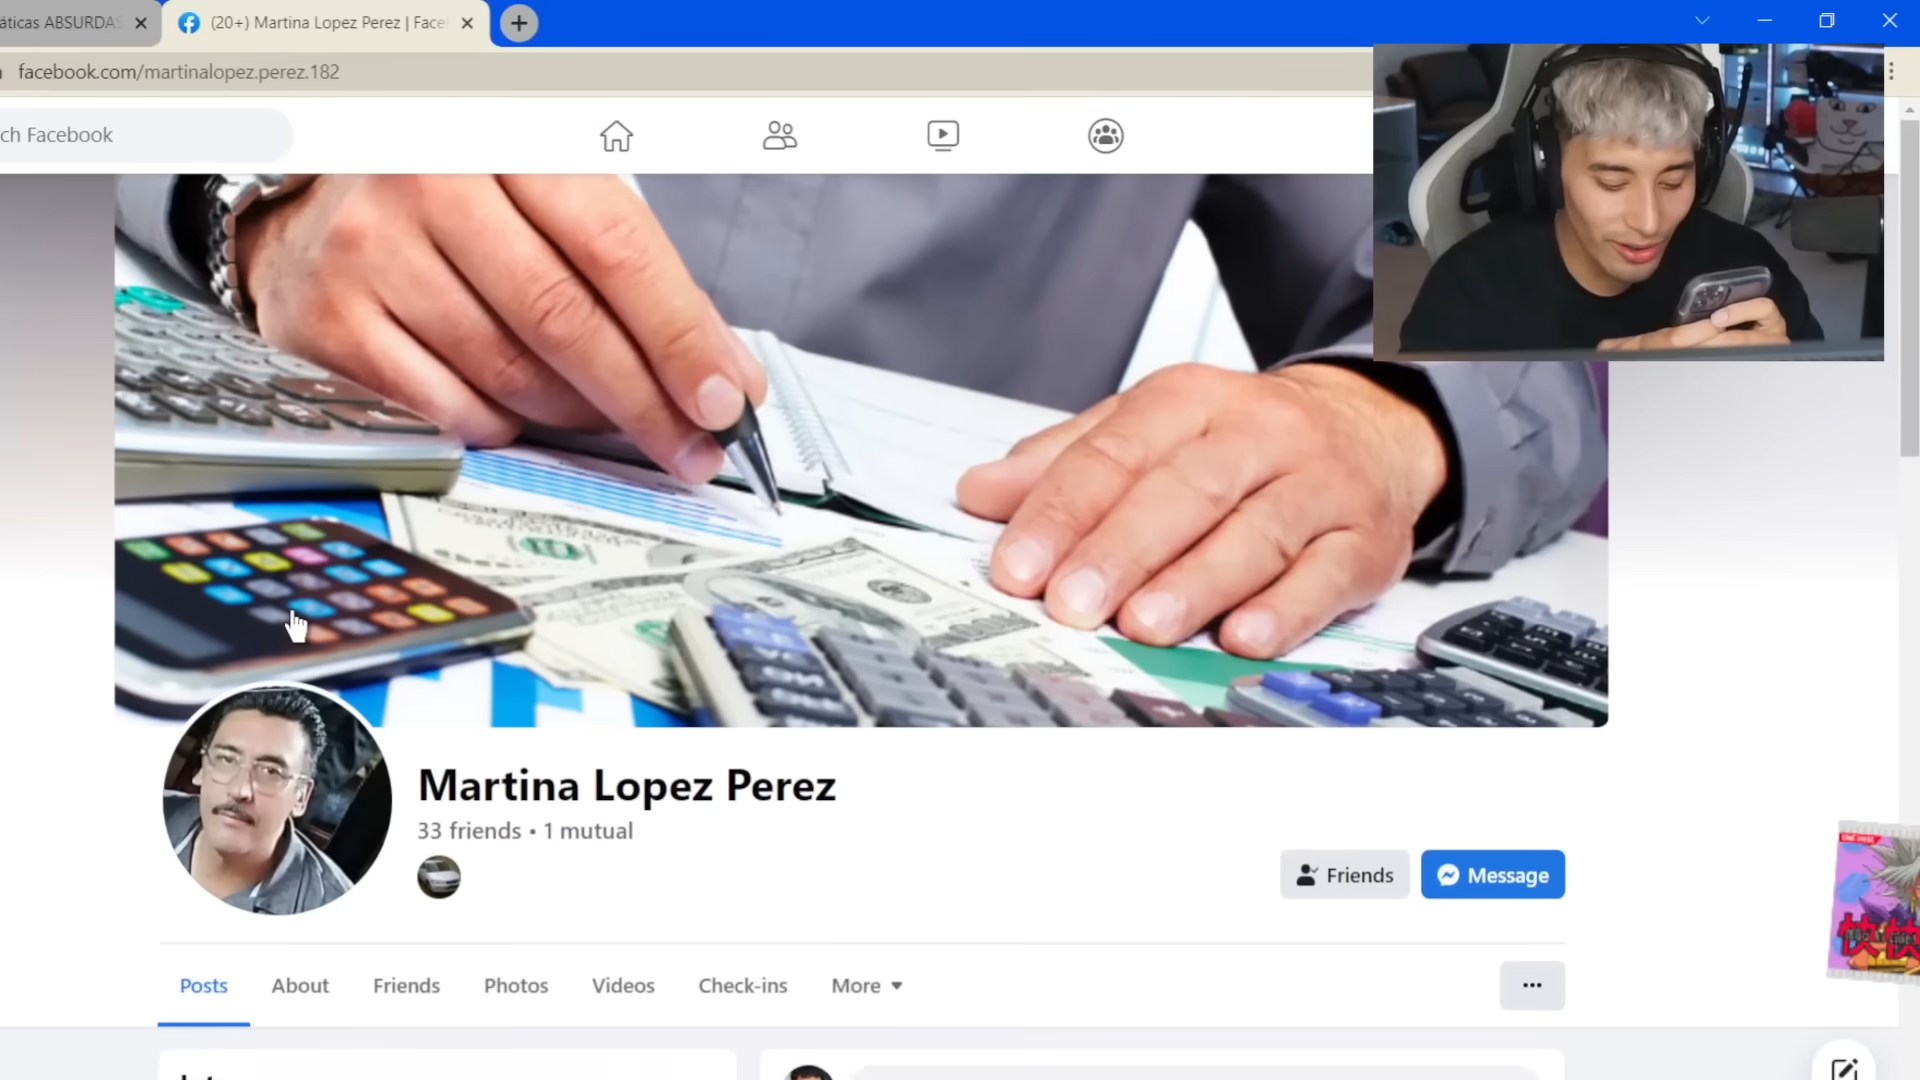 áticas ABSURDAS
(20+) Martina Lopez Perez | Face
facebook.com/martinalopez.perez.182
ch Facebook
Martina Lopez Perez
33 friends • 1 mutual
Friends
Message
Posts
About
Friends
Photos
Videos
Check-ins
More